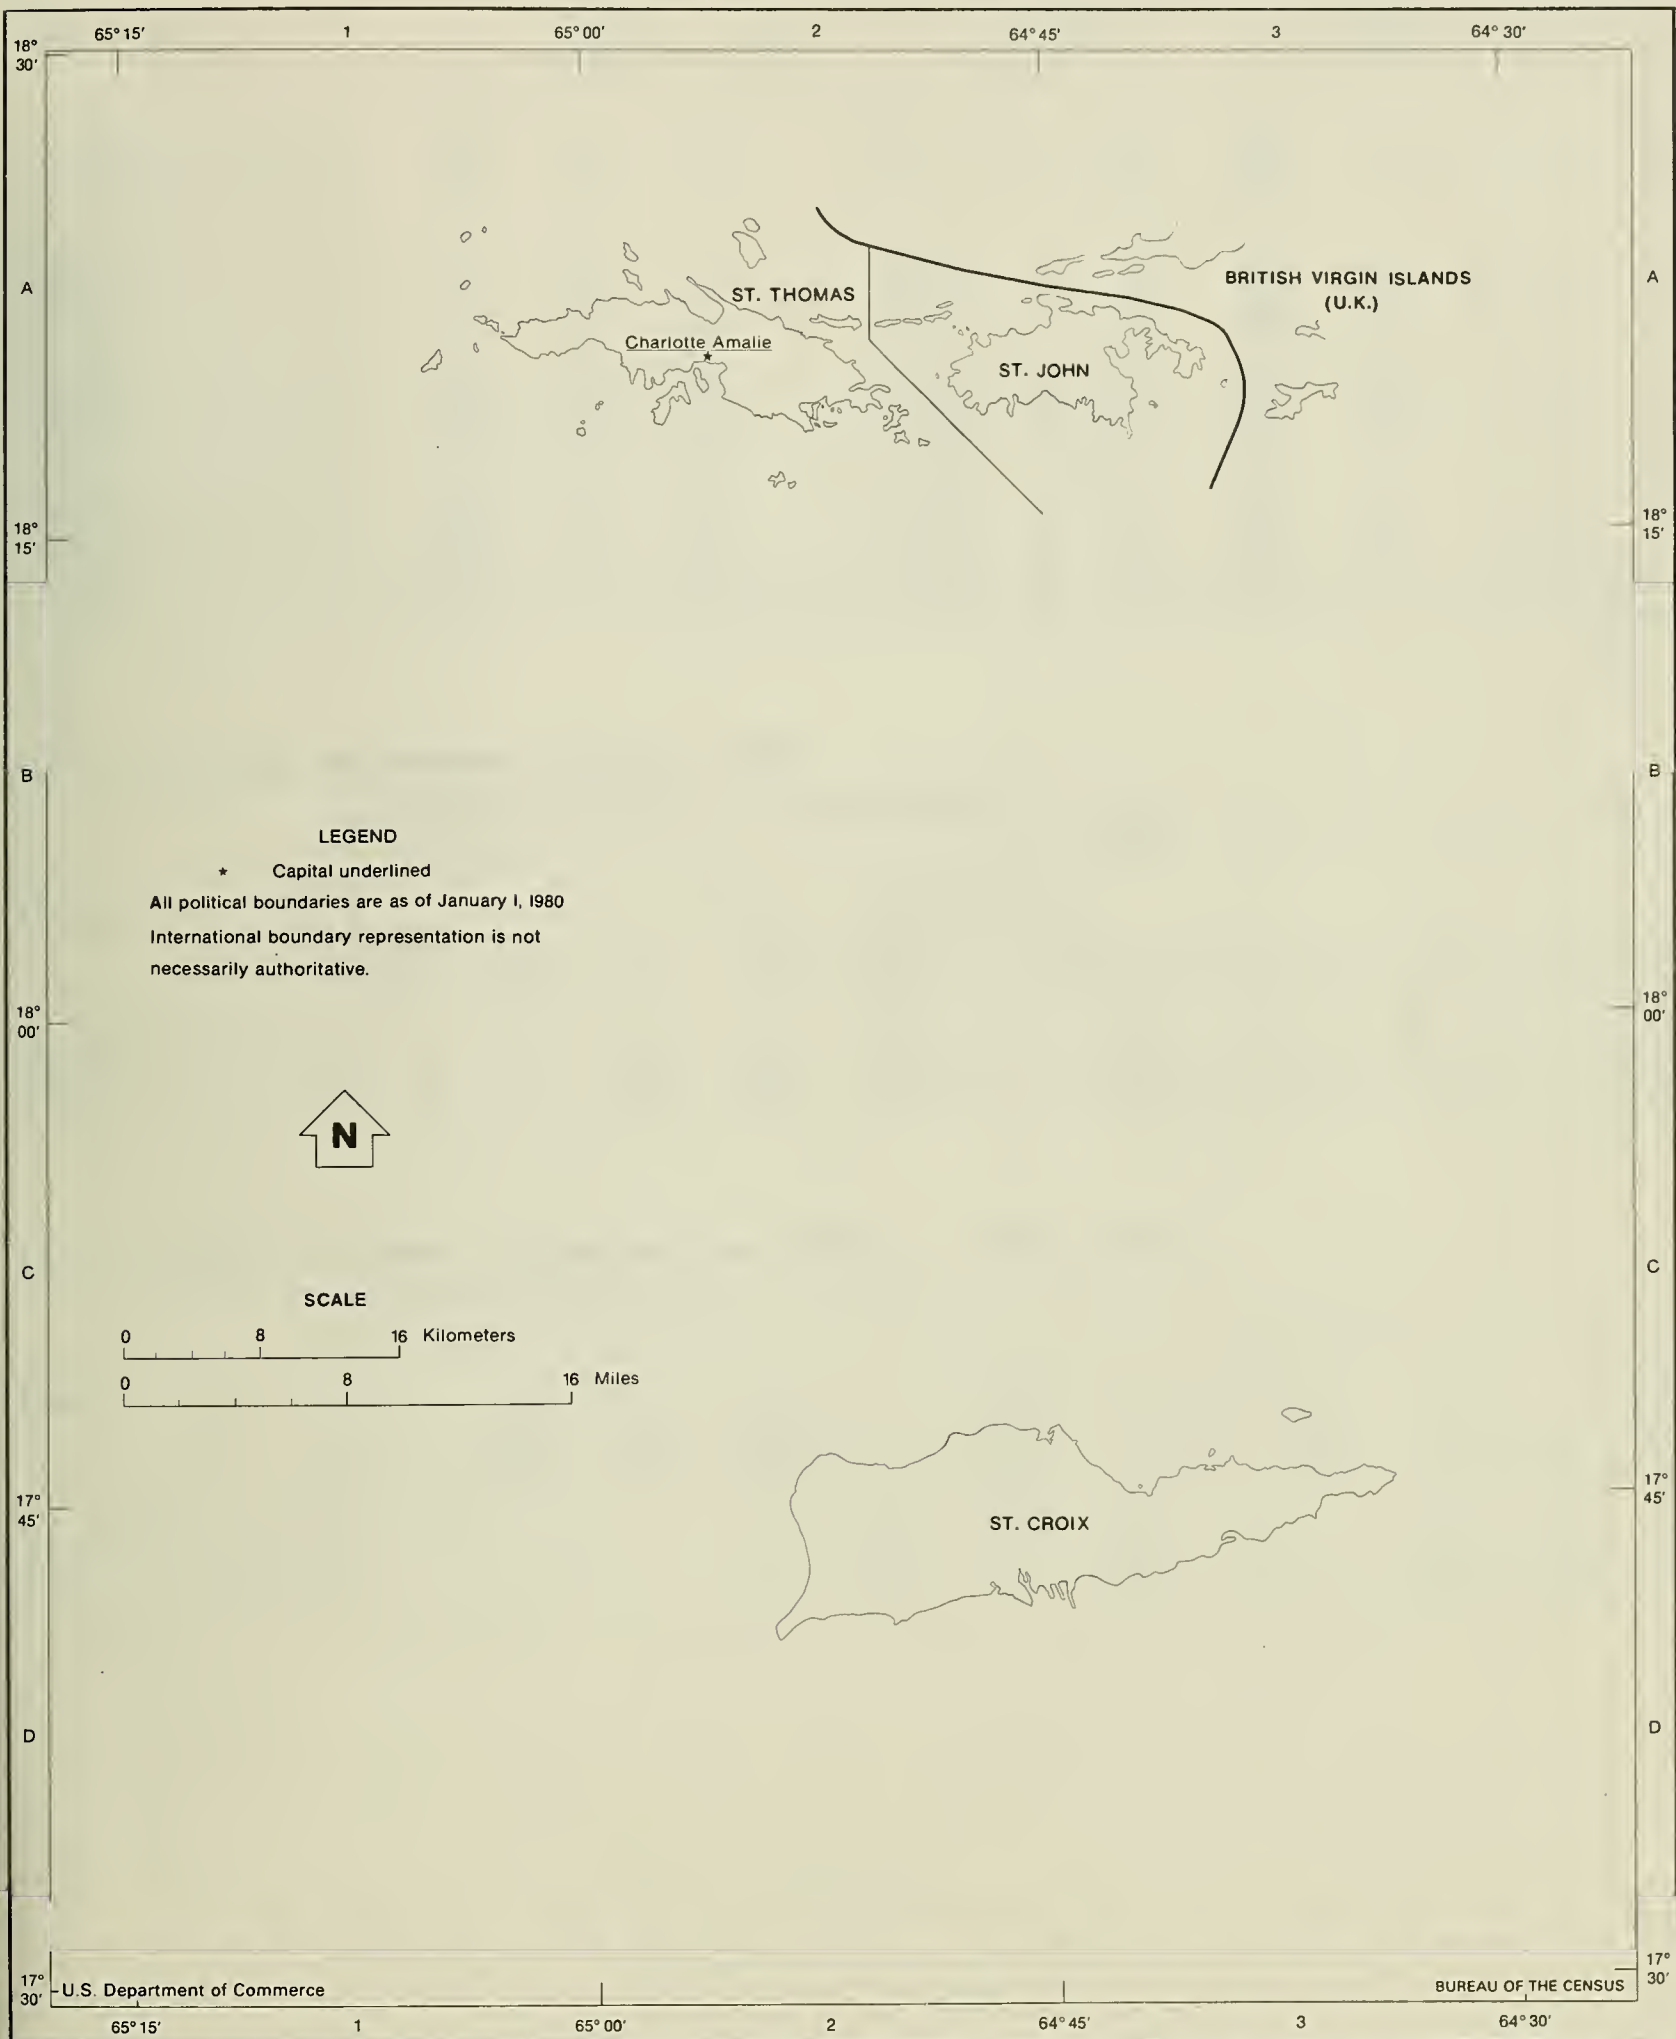 65° 15′ 1 65° 00′ 2 64° 45′ 3 64° 30′
18°
30′
A
ST. THOMAS
BRITISH VIRGIN ISLANDS
(U.K.)
A
Charlotte Amalie
★
ST. JOHN
18°
15′
18°
15′
B
B
LEGEND
★ Capital underlined
All political boundaries are as of January I, I980
International boundary representation is not
necessarily authoritative.
18°
00′
18°
00′
N
C
C
SCALE
0 8 16 Kilometers
0 8 16 Miles
17°
45′
17°
45′
ST. CROIX
D
D
17°
30′
U.S. Department of Commerce
BUREAU OF THE CENSUS
17°
30′
65° 15′ 1 65° 00′ 2 64° 45′ 3 64° 30′